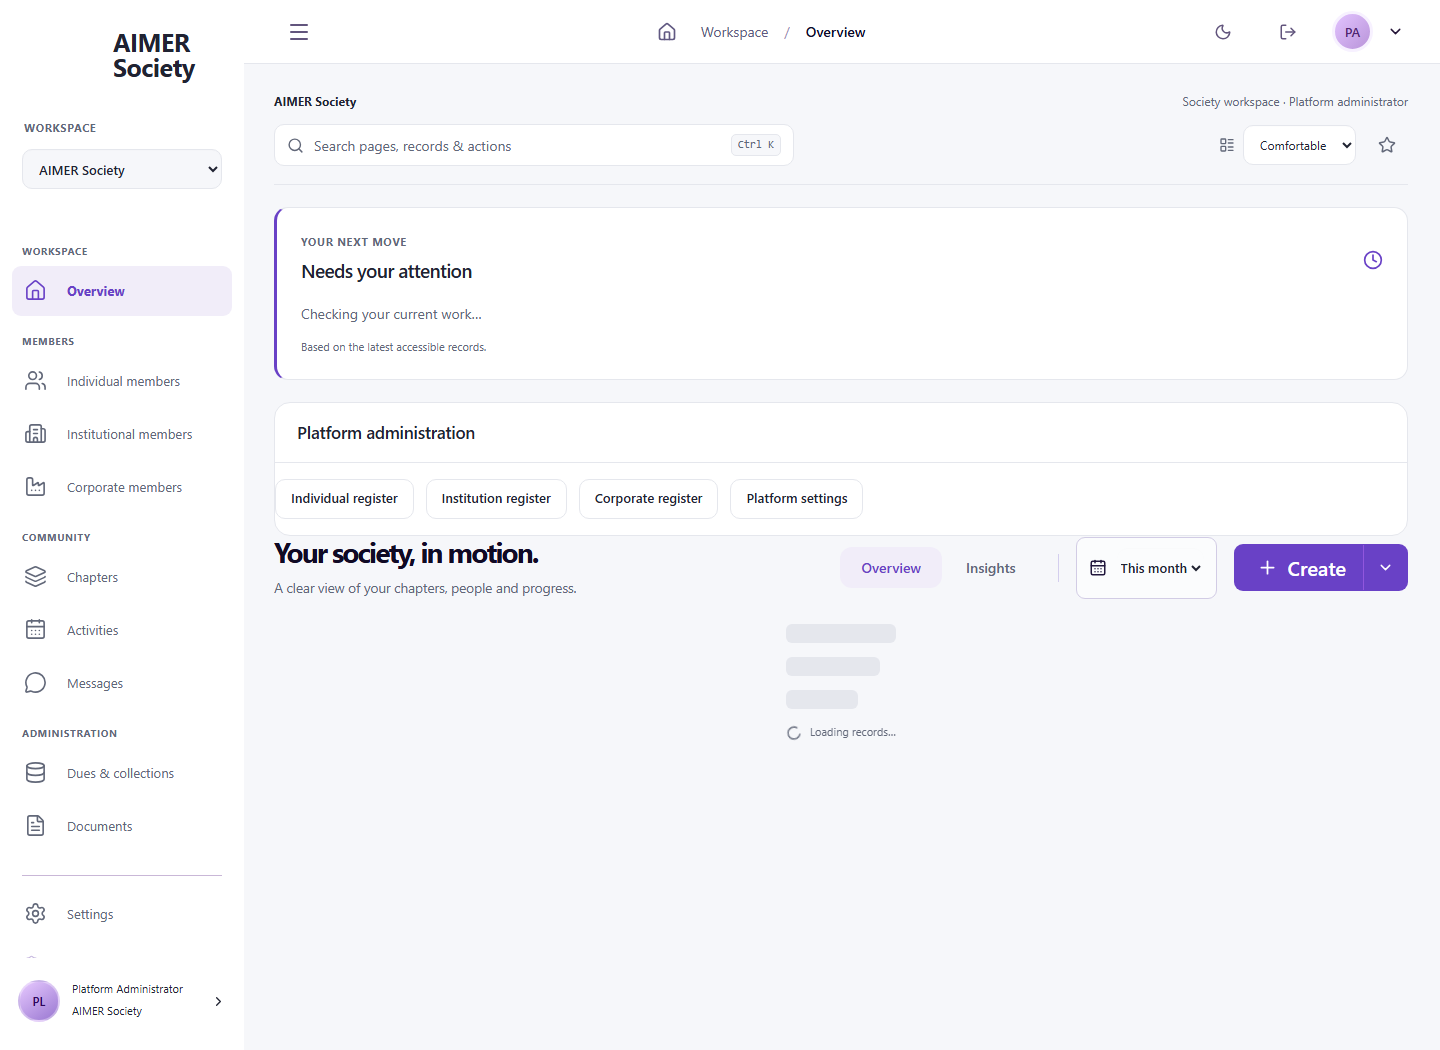 AIMER
Society
WORKSPACE
AIMER Society
WORKSPACE
Overview
MEMBERS
Individual members
Institutional members
Corporate members
COMMUNITY
Chapters
Activities
Messages
ADMINISTRATION
Dues & collections
Documents
Settings
PL
Platform Administrator
AIMER Society
Workspace / Overview
PA
AIMER Society
Society workspace · Platform administrator
Search pages, records & actions
Ctrl K
Comfortable
YOUR NEXT MOVE
Needs your attention
Checking your current work...
Based on the latest accessible records.
Platform administration
Individual register
Institution register
Corporate register
Platform settings
Your society, in motion.
A clear view of your chapters, people and progress.
Overview
Insights
This month
Create
Loading records...